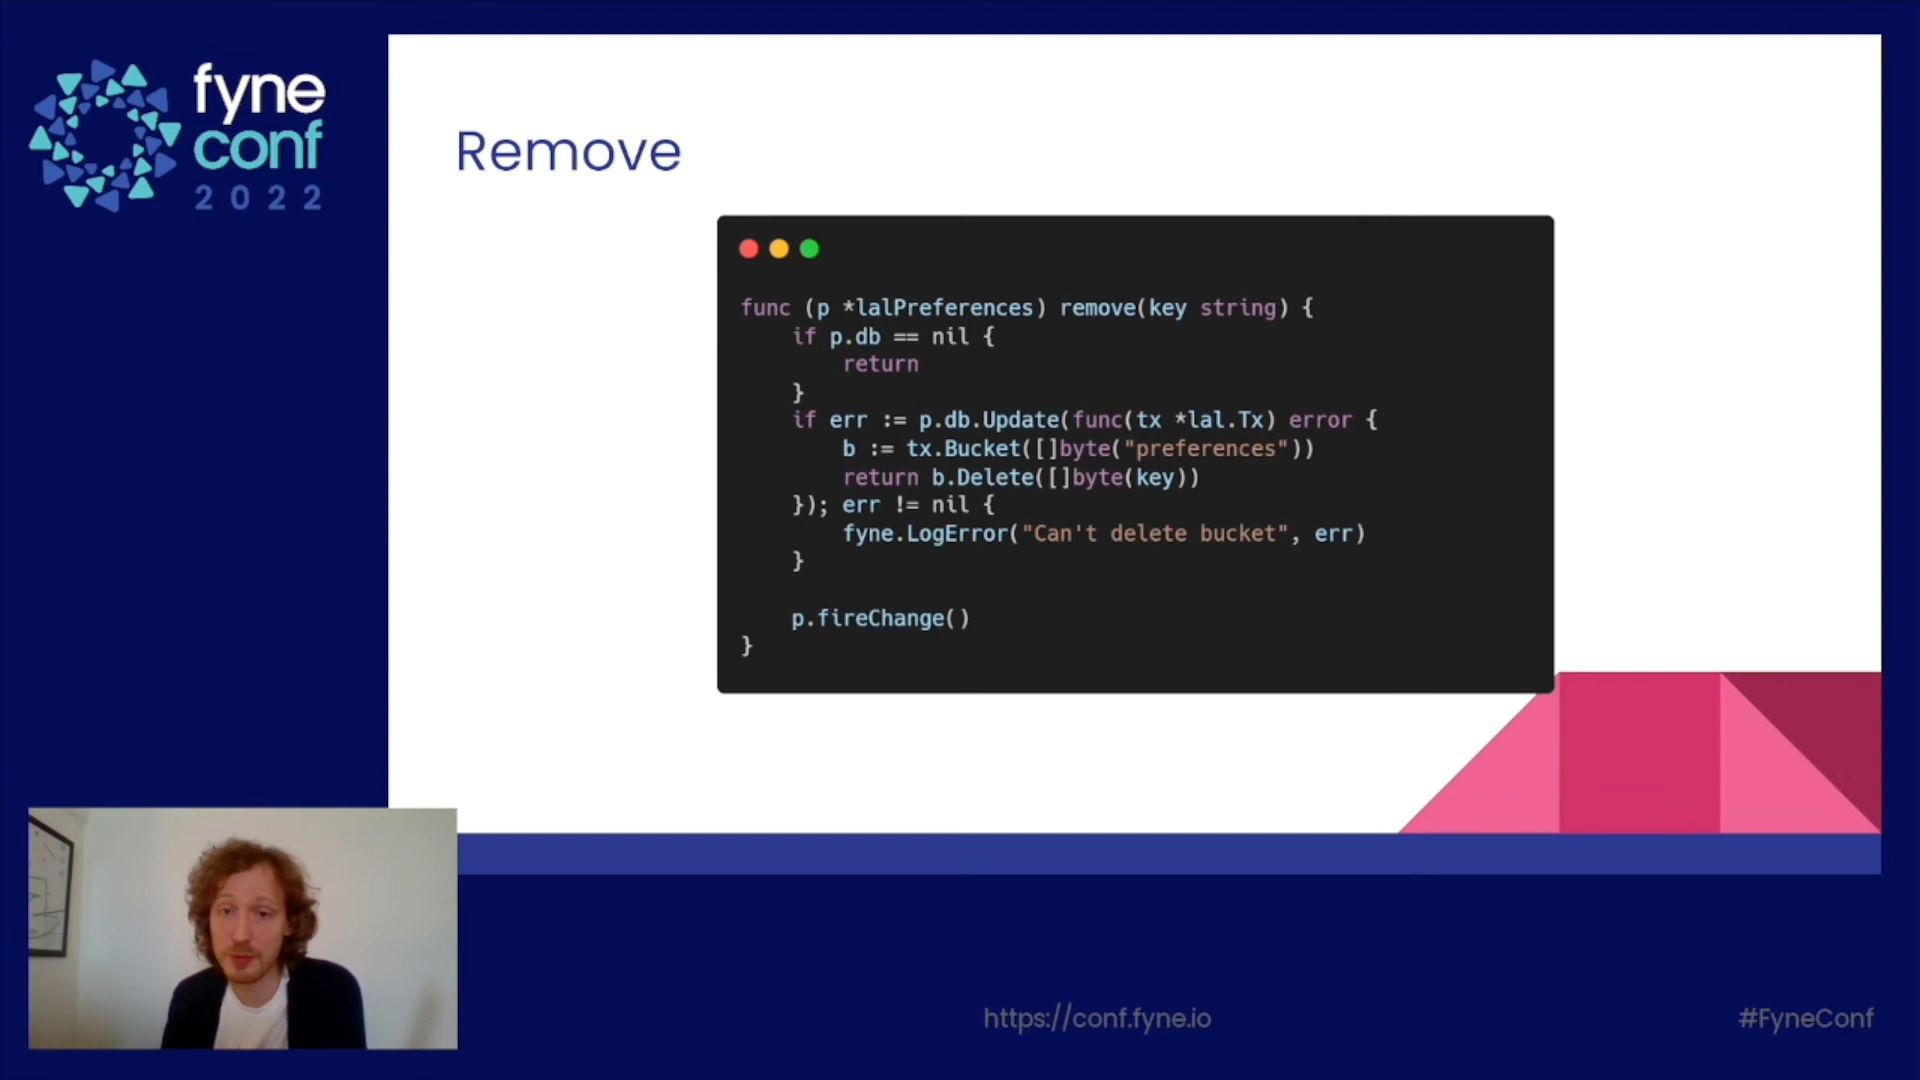 fyne
conf
2022
Remove
func (p *lalPreferences) remove(key string) {
    if p.db == nil {
        return
    }
    if err := p.db.Update(func(tx *lal.Tx) error {
        b := tx.Bucket([]byte("preferences"))
        return b.Delete([]byte(key))
    }); err != nil {
        fyne.LogError("Can't delete bucket", err)
    }

    p.fireChange()
}
https://conf.fyne.io
#FyneConf